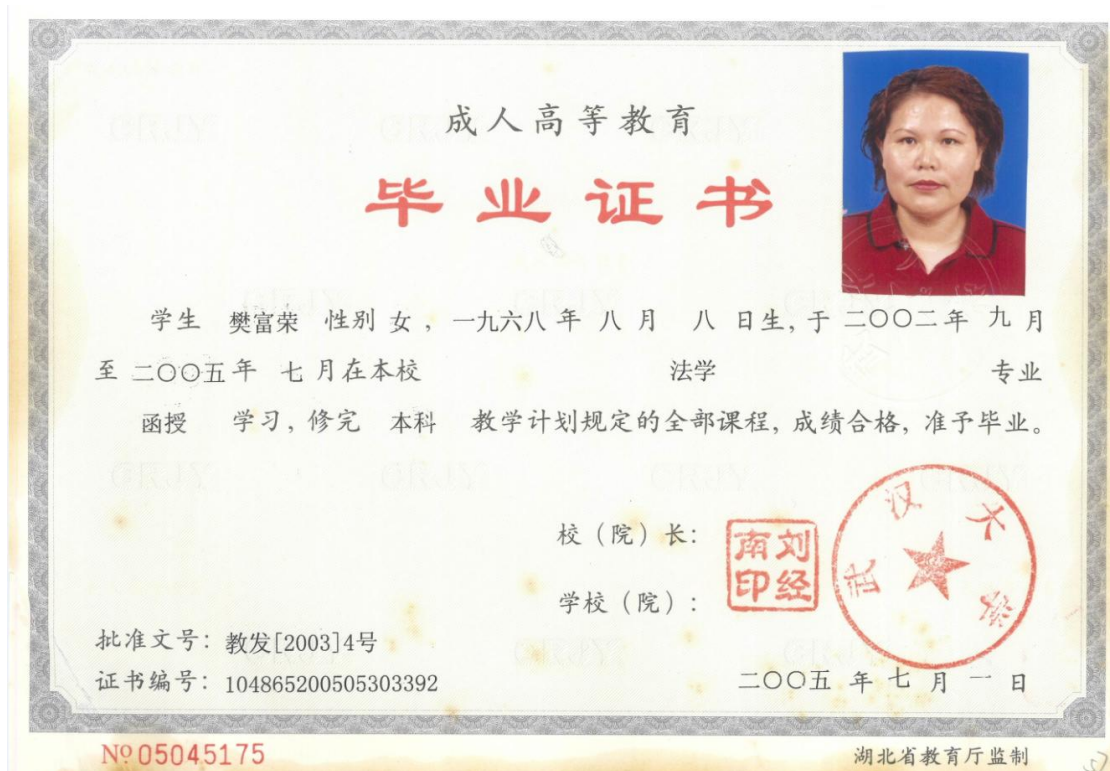 成人高等教育
毕业证书
学生 樊富荣 性别 女，一九六八 年 八 月 八 日生，于 二〇〇二 年 九 月
至 二〇〇五 年 七 月在本校 法学 专业
函授 学习，修完 本科 教学计划规定的全部课程，成绩合格，准予毕业。
校（院）长：
刘经南印
学校（院）：
武汉大学
批准文号：教发[2003]4号
证书编号：104865200505303392
二〇〇五 年 七 月 一 日
№ 05045175
湖北省教育厅监制